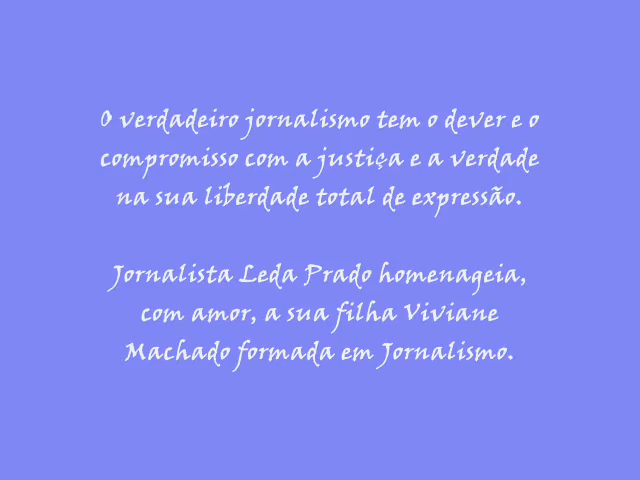 O verdadeiro jornalismo tem o dever e o
compromisso com a justiça e a verdade
na sua liberdade total de expressão.
Jornalista Leda Prado homenageia,
com amor, a sua filha Viviane
Machado formada em Jornalismo.